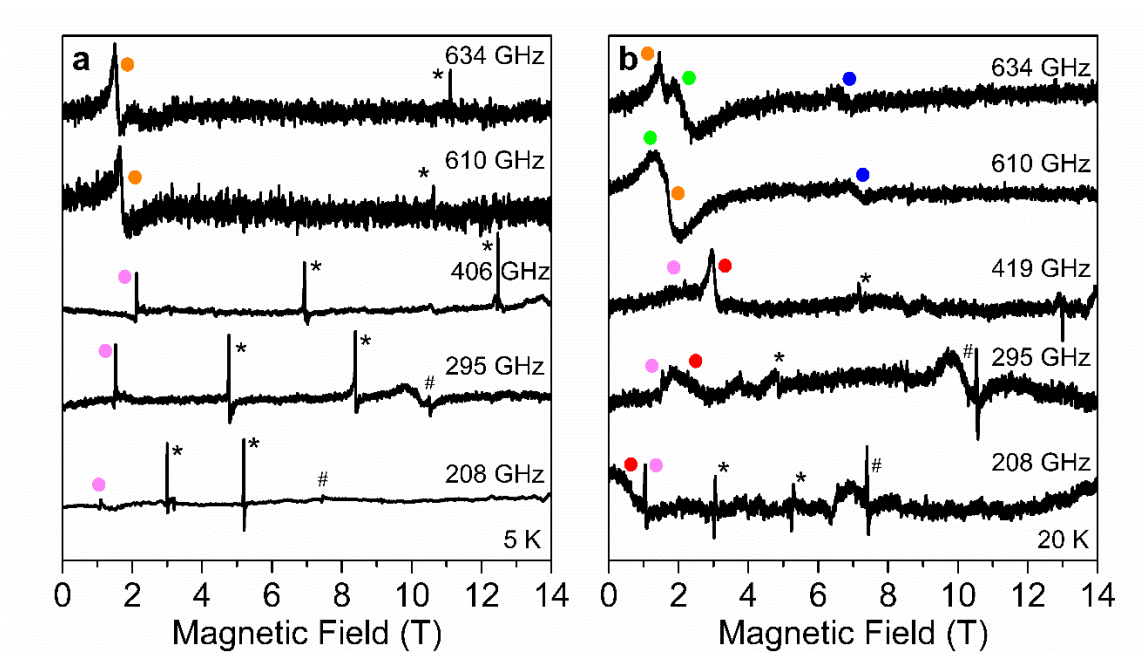 a
634 GHz
*
610 GHz
*
406 GHz
*
*
295 GHz
*
*
#
208 GHz
*
*
#
5 K
0 2 4 6 8 10 12 14
Magnetic Field (T)
b
634 GHz
610 GHz
419 GHz
*
295 GHz
*
#
208 GHz
*
*
#
20 K
0 2 4 6 8 10 12 14
Magnetic Field (T)